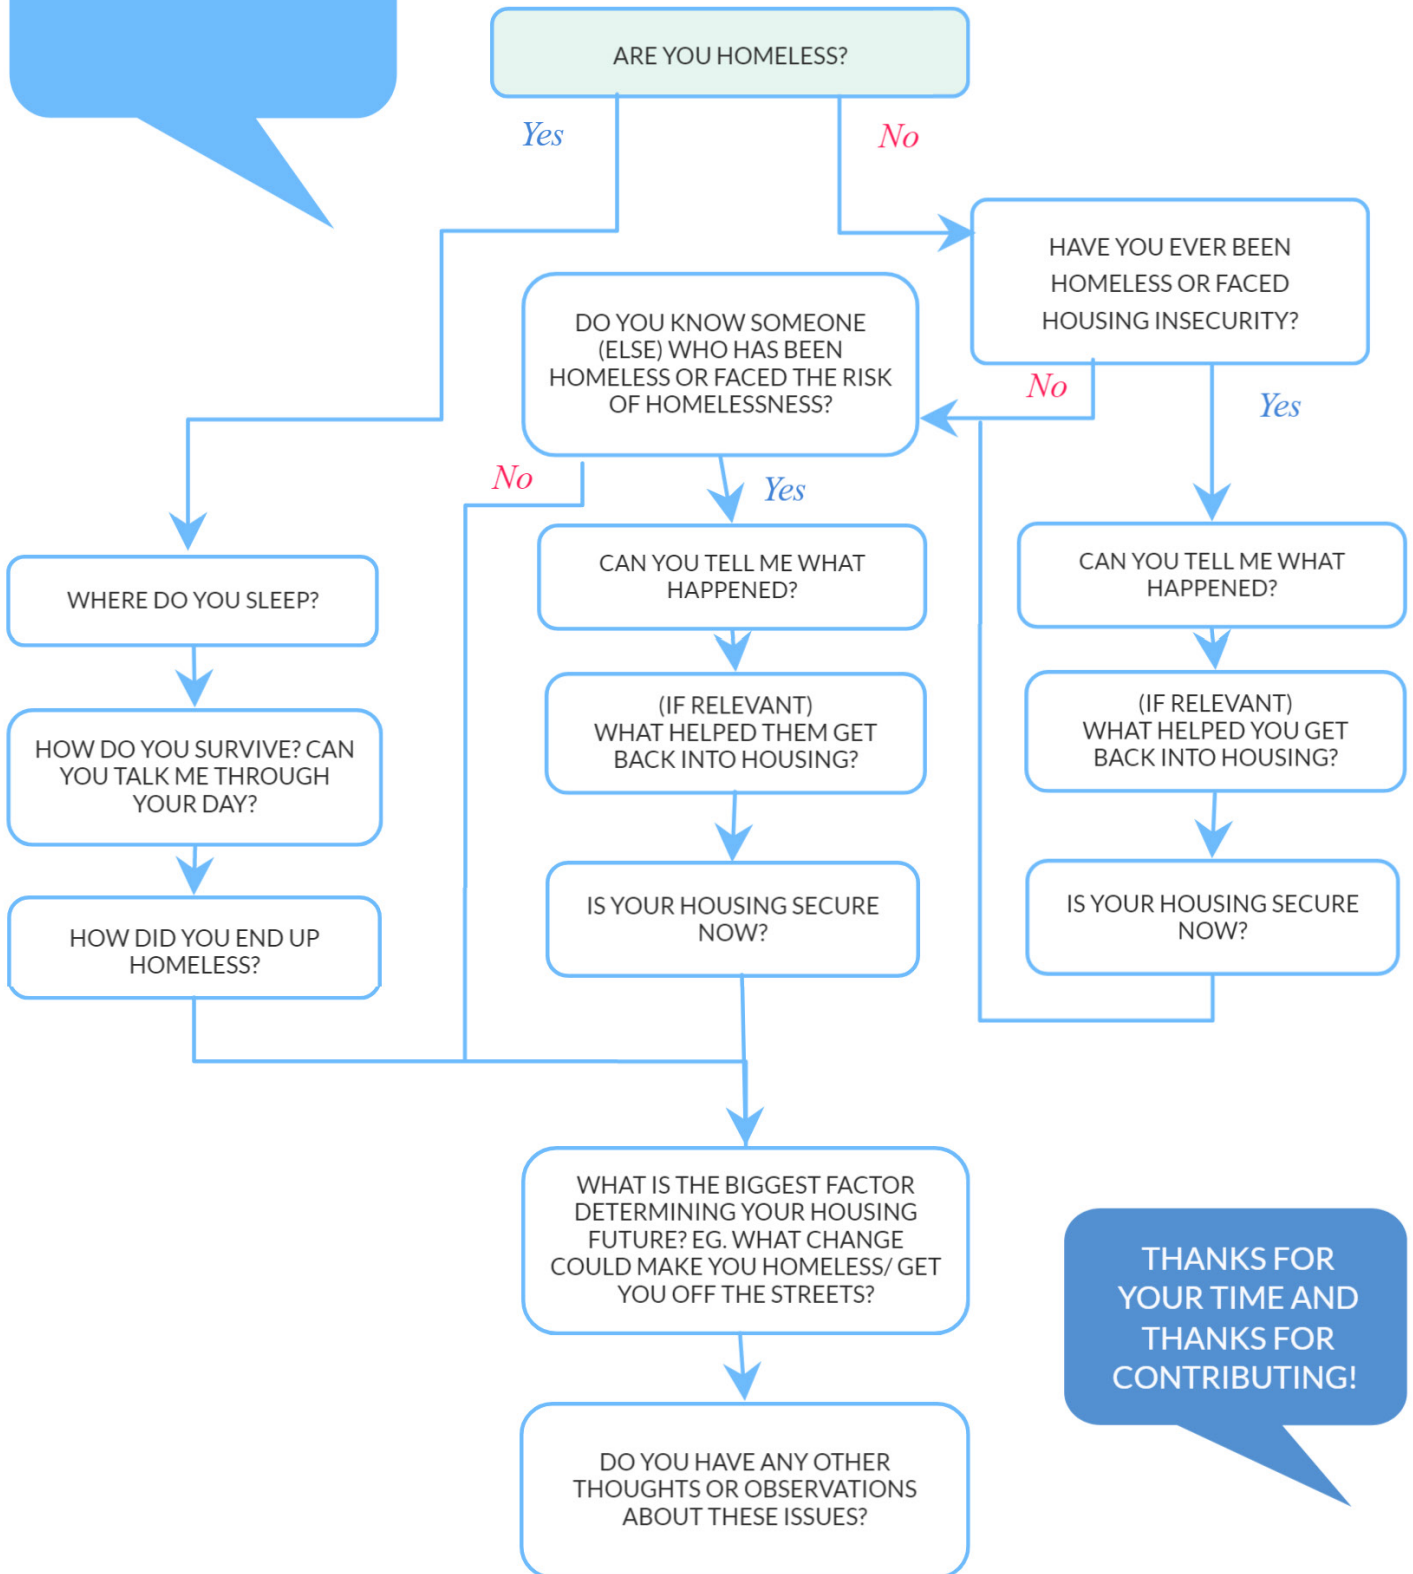 ARE YOU HOMELESS?
Yes
No
HAVE YOU EVER BEEN
HOMELESS OR FACED
HOUSING INSECURITY?
No
Yes
DO YOU KNOW SOMEONE
(ELSE) WHO HAS BEEN
HOMELESS OR FACED THE RISK
OF HOMELESSNESS?
No
Yes
WHERE DO YOU SLEEP?
HOW DO YOU SURVIVE? CAN
YOU TALK ME THROUGH
YOUR DAY?
HOW DID YOU END UP
HOMELESS?
CAN YOU TELL ME WHAT
HAPPENED?
(IF RELEVANT)
WHAT HELPED THEM GET
BACK INTO HOUSING?
IS YOUR HOUSING SECURE
NOW?
CAN YOU TELL ME WHAT
HAPPENED?
(IF RELEVANT)
WHAT HELPED YOU GET
BACK INTO HOUSING?
IS YOUR HOUSING SECURE
NOW?
WHAT IS THE BIGGEST FACTOR
DETERMINING YOUR HOUSING
FUTURE? EG. WHAT CHANGE
COULD MAKE YOU HOMELESS/ GET
YOU OFF THE STREETS?
DO YOU HAVE ANY OTHER
THOUGHTS OR OBSERVATIONS
ABOUT THESE ISSUES?
THANKS FOR
YOUR TIME AND
THANKS FOR
CONTRIBUTING!